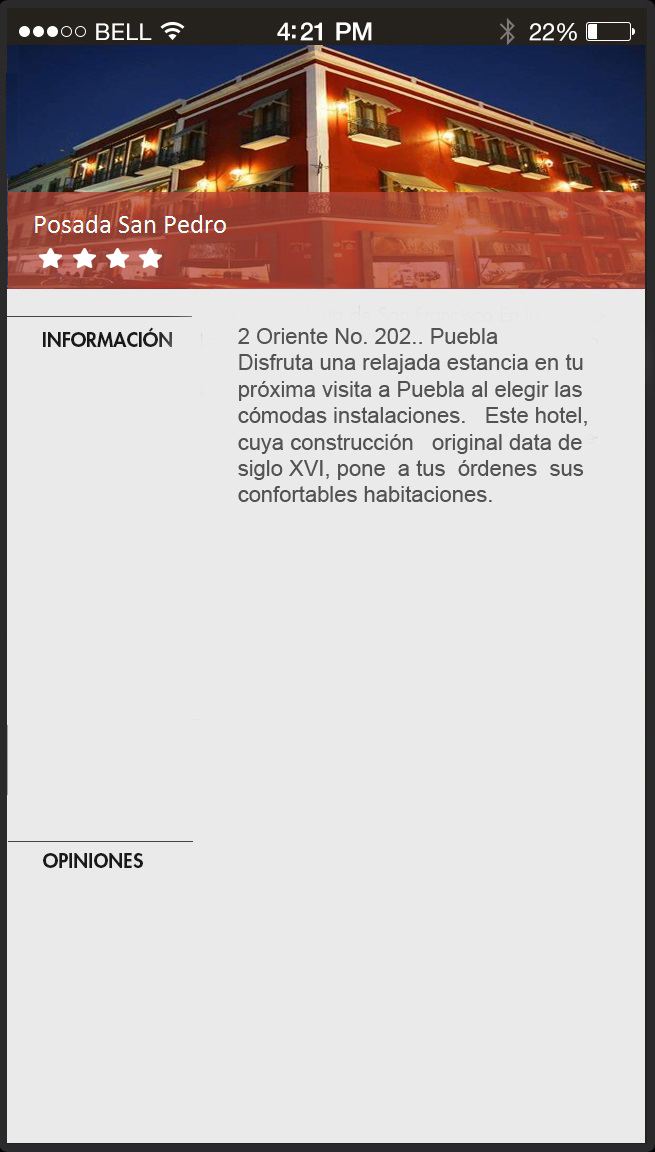 BELL 4:21 PM 22%
Posada San Pedro
INFORMACIÓN
2 Oriente No. 202.. Puebla
Disfruta una relajada estancia en tu
próxima visita a Puebla al elegir las
cómodas instalaciones.   Este hotel,
cuya construcción   original data de
siglo XVI, pone  a tus  órdenes  sus
confortables habitaciones.
OPINIONES